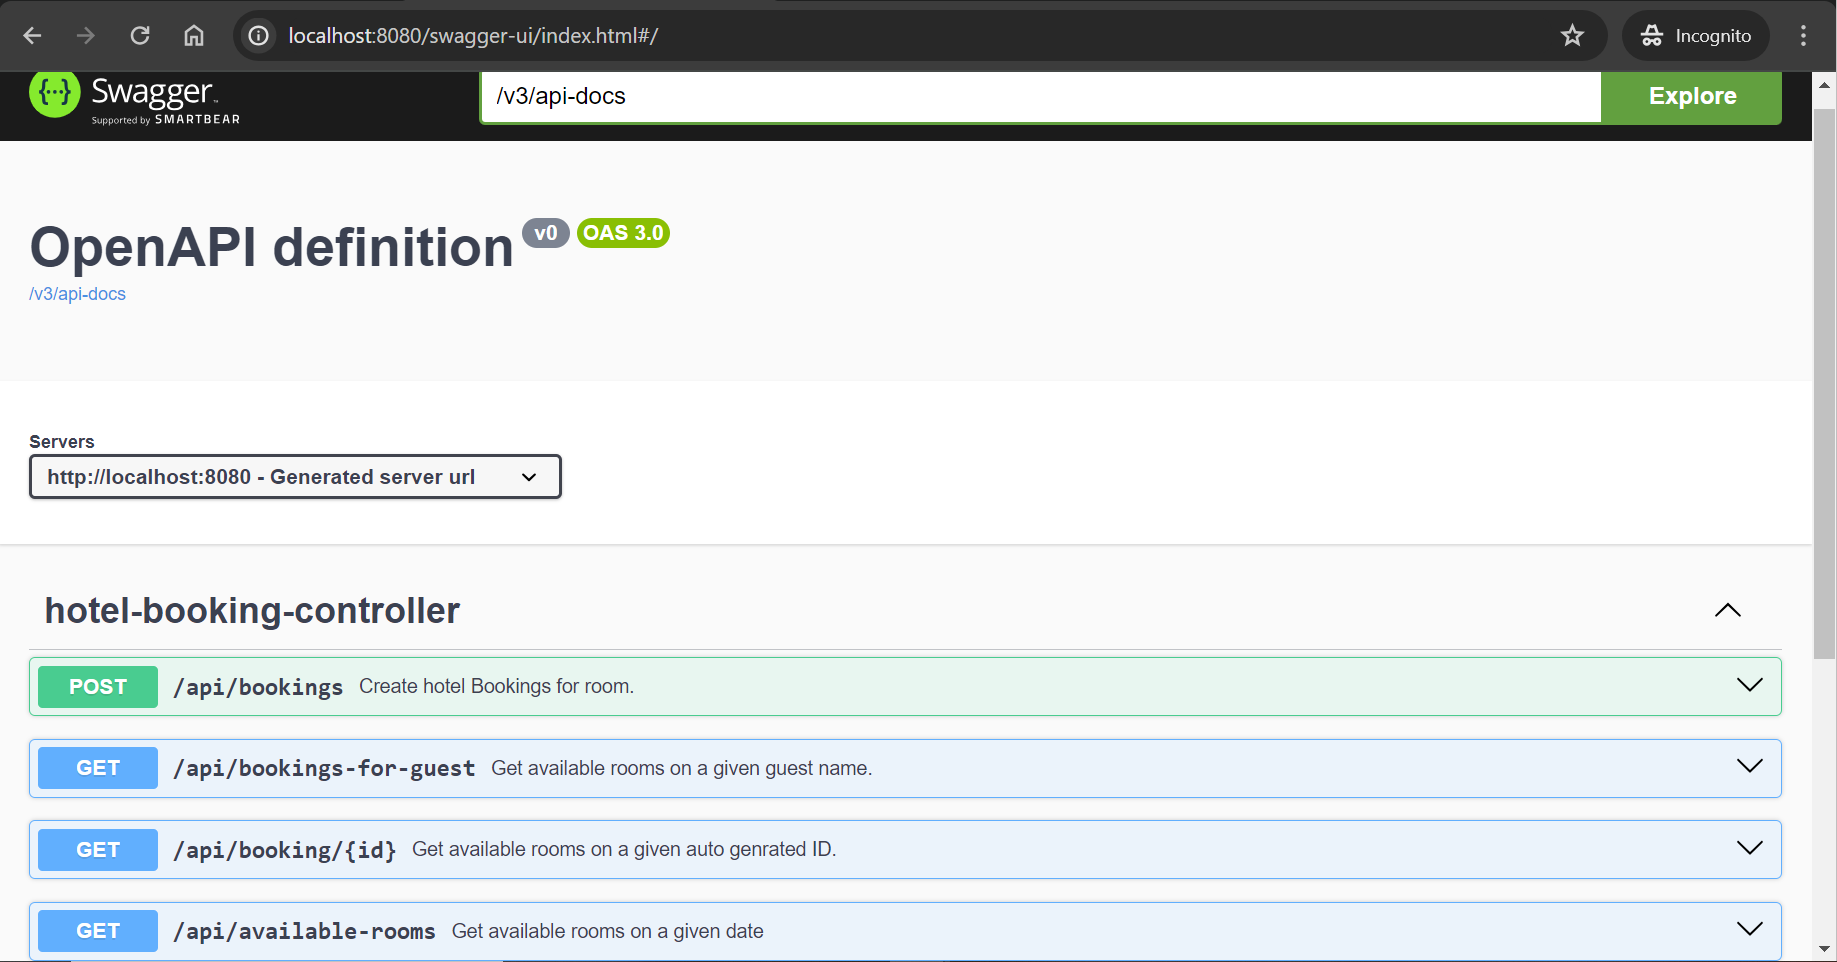 localhost:8080/swagger-ui/index.html#/
Incognito
{...} Swagger™
Supported by SMARTBEAR
/v3/api-docs
Explore
OpenAPI definition v0 OAS 3.0
/v3/api-docs
Servers
http://localhost:8080 - Generated server url
hotel-booking-controller
POST /api/bookings Create hotel Bookings for room.
GET /api/bookings-for-guest Get available rooms on a given guest name.
GET /api/booking/{id} Get available rooms on a given auto genrated ID.
GET /api/available-rooms Get available rooms on a given date